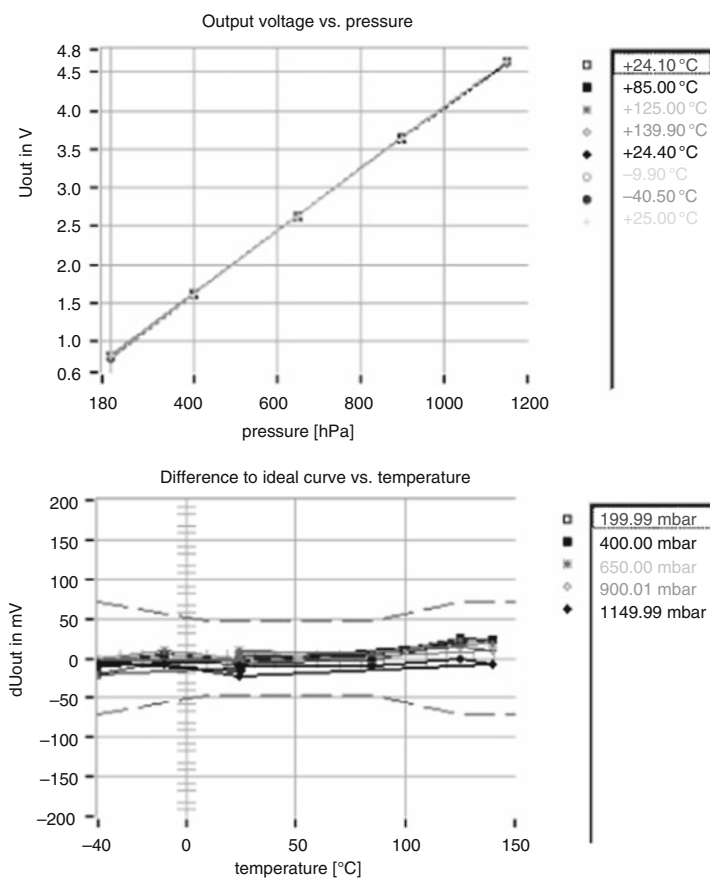 Output voltage vs. pressure
4.8
4.5
4.0
3.5
3.0
2.5
2.0
1.5
1.0
0.6
Uout in V
180 400 600 800 1000 1200
pressure [hPa]
+24.10 °C
+85.00 °C
+125.00 °C
+139.90 °C
+24.40 °C
–9.90 °C
–40.50 °C
+25.00 °C
Difference to ideal curve vs. temperature
200
150
100
50
0
–50
–100
–150
–200
dUout in mV
–40 0 50 100 150
temperature [°C]
199.99 mbar
400.00 mbar
650.00 mbar
900.01 mbar
1149.99 mbar